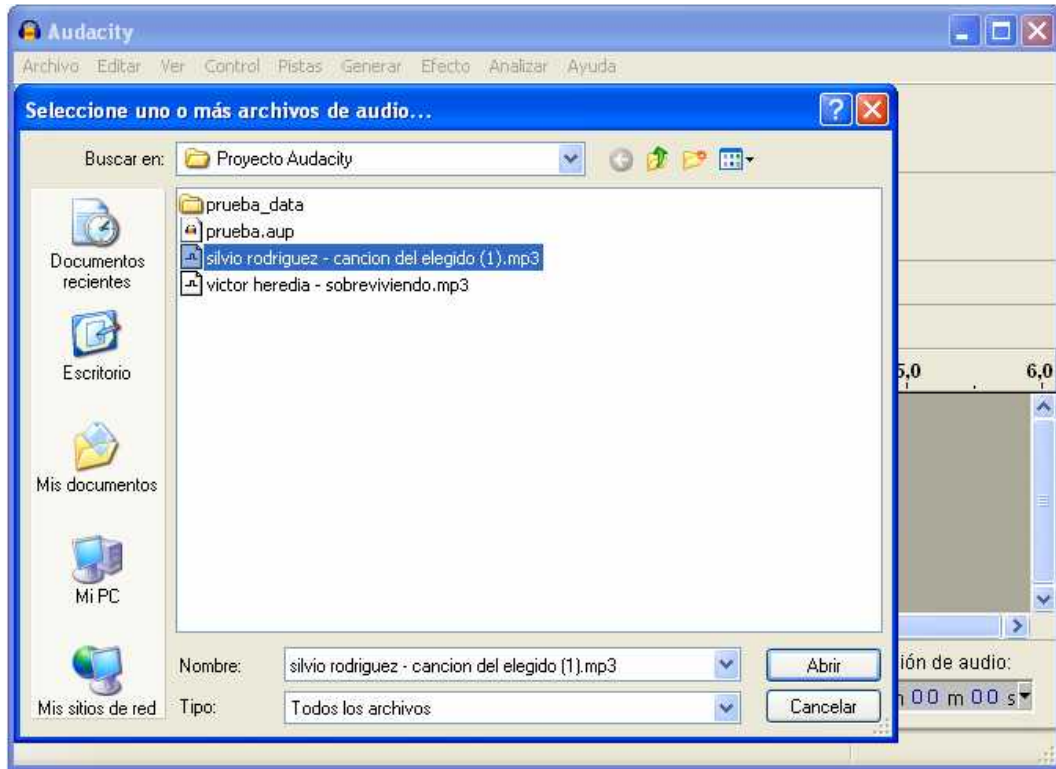 Audacity
Archivo Editar Ver Control Pistas Generar Efecto Analizar Ayuda
Seleccione uno o más archivos de audio...
Buscar en: Proyecto Audacity
prueba_data
prueba.aup
silvio rodriguez - cancion del elegido (1).mp3
victor heredia - sobreviviendo.mp3
Documentos
recientes
Escritorio
Mis documentos
Mi PC
Mis sitios de red
5,0 6,0
Nombre: silvio rodriguez - cancion del elegido (1).mp3 Abrir
Tipo: Todos los archivos Cancelar
ión de audio:
00 m 00 s